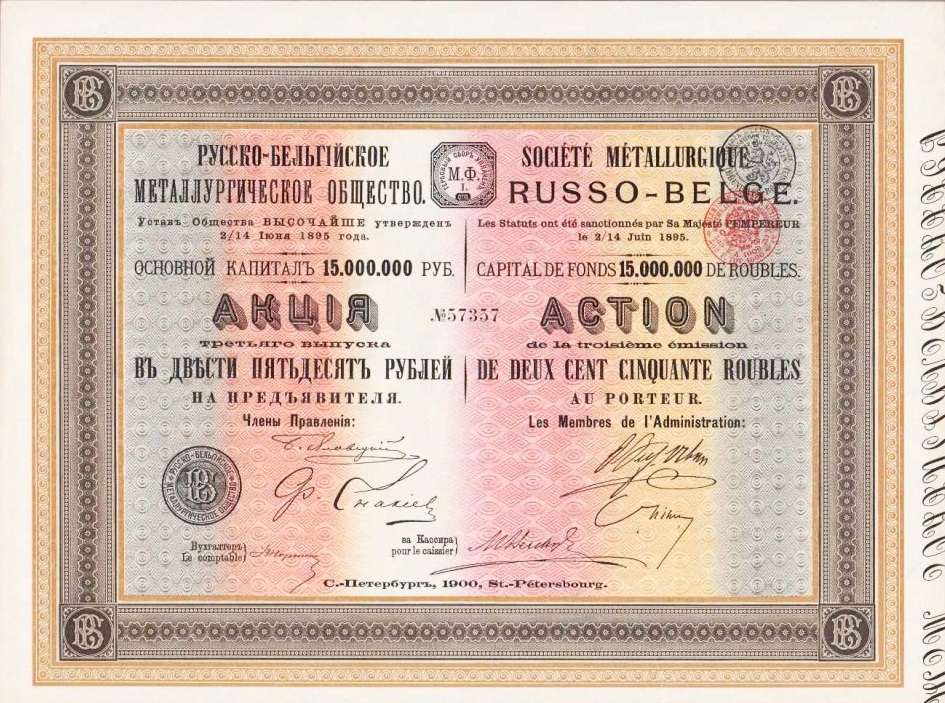 РУССКО-БЕЛЬГІЙСКОЕ
МЕТАЛЛУРГИЧЕСКОЕ ОБЩЕСТВО.
Уставъ Общества ВЫСОЧАЙШЕ утвержденъ
2/14 Іюня 1895 года.
ОСНОВНОЙ КАПИТАЛЪ 15.000.000 РУБ.
АКЦІЯ
третьяго выпуска
ВЪ ДВѢСТИ ПЯТЬДЕСЯТЪ РУБЛЕЙ
НА ПРЕДЪЯВИТЕЛЯ.
Члены Правленія:
М.Ф.
I.
SOCIÉTÉ MÉTALLURGIQUE
RUSSO-BELGE.
Les Statuts ont été sanctionnés par Sa Majesté l'EMPEREUR
le 2/14 Juin 1895.
CAPITAL DE FONDS 15.000.000 DE ROUBLES.
№57357
ACTION
de la troisième émission
DE DEUX CENT CINQUANTE ROUBLES
AU PORTEUR.
Les Membres de l'Administration:
РУССКО-БЕЛЬГІЙСКОЕ
МЕТАЛЛУРГИЧЕСКОЕ ОБЩЕСТВО
Бухгалтеръ
Le comptable
за Кассира
pour le caissier
С.-Петербургъ, 1900, St.-Pétersbourg.